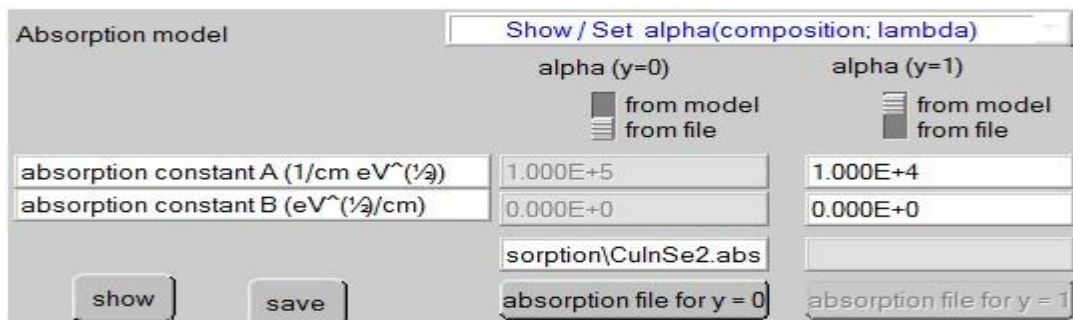 Absorption model
Show / Set alpha(composition; lambda)
alpha (y=0) alpha (y=1)
from model from model
from file from file
absorption constant A (1/cm eV^(½)) 1.000E+5 1.000E+4
absorption constant B (eV^(½)/cm) 0.000E+0 0.000E+0
sorption\CuInSe2.abs
show save absorption file for y = 0 absorption file for y = 1